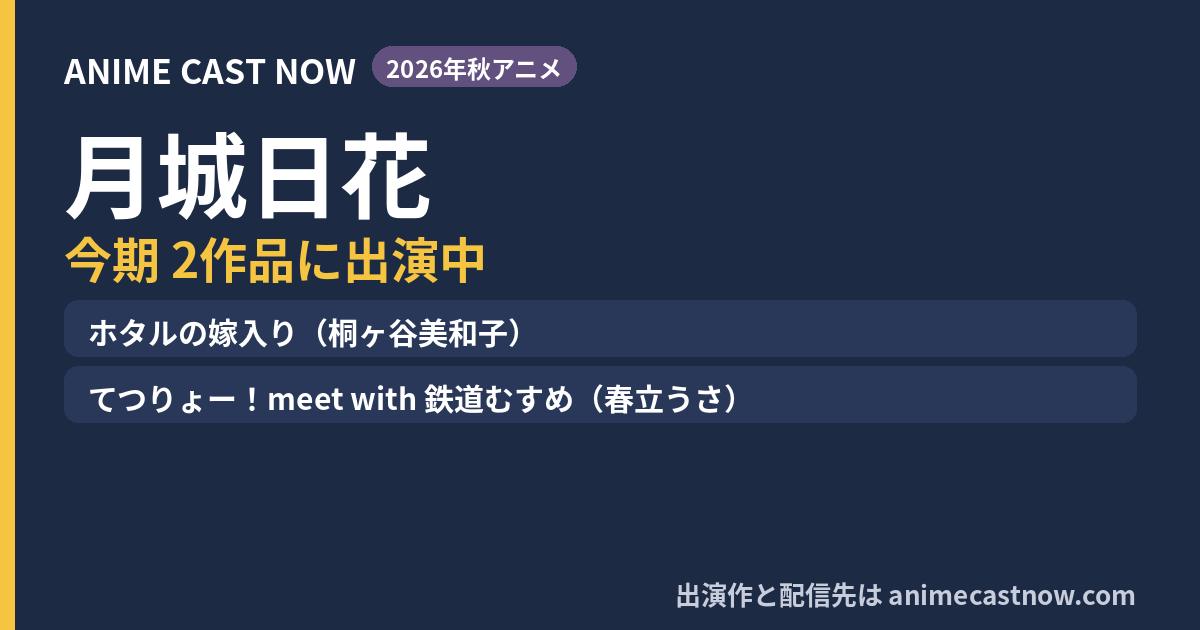 ANIME CAST NOW 2026年秋アニメ
月城日花
今期 2作品に出演中
ホタルの嫁入り（桐ヶ谷美和子）
てつりょー！meet with 鉄道むすめ（春立うさ）
出演作と配信先は animecastnow.com